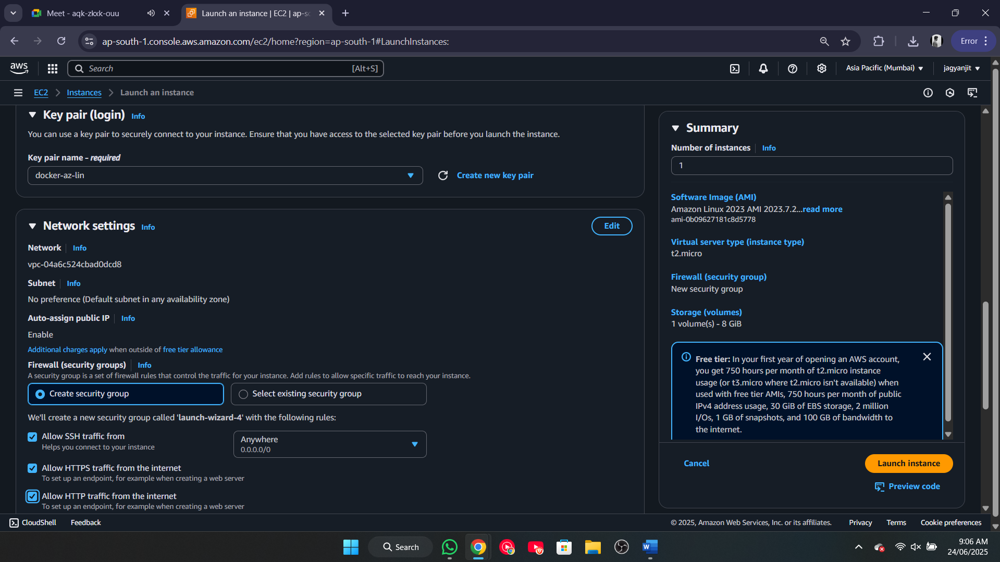 Meet - aqk-zkxk-ouu
Launch an instance | EC2 | ap-so
ap-south-1.console.aws.amazon.com/ec2/home?region=ap-south-1#LaunchInstances:
Error
aws
Search
[Alt+S]
Asia Pacific (Mumbai)
jagyanjit
EC2
Instances
Launch an instance
Key pair (login) Info
You can use a key pair to securely connect to your instance. Ensure that you have access to the selected key pair before you launch the instance.
Key pair name - required
docker-az-lin
Create new key pair
Network settings Info
Edit
Network Info
vpc-04a6c524cbad0dcd8
Subnet Info
No preference (Default subnet in any availability zone)
Auto-assign public IP Info
Enable
Additional charges apply when outside of free tier allowance
Firewall (security groups) Info
A security group is a set of firewall rules that control the traffic for your instance. Add rules to allow specific traffic to reach your instance.
Create security group
Select existing security group
We'll create a new security group called 'launch-wizard-4' with the following rules:
Allow SSH traffic from
Helps you connect to your instance
Anywhere
0.0.0.0/0
Allow HTTPS traffic from the internet
To set up an endpoint, for example when creating a web server
Allow HTTP traffic from the internet
To set up an endpoint, for example when creating a web server
Summary
Number of instances Info
1
Software Image (AMI)
Amazon Linux 2023 AMI 2023.7.2...read more
ami-0b09627181c8d5778
Virtual server type (instance type)
t2.micro
Firewall (security group)
New security group
Storage (volumes)
1 volume(s) - 8 GiB
Free tier: In your first year of opening an AWS account,
you get 750 hours per month of t2.micro instance
usage (or t3.micro where t2.micro isn't available) when
used with free tier AMIs, 750 hours per month of public
IPv4 address usage, 30 GiB of EBS storage, 2 million
I/Os, 1 GB of snapshots, and 100 GB of bandwidth to
the internet.
Cancel
Launch instance
Preview code
CloudShell
Feedback
© 2025, Amazon Web Services, Inc. or its affiliates.
Privacy
Terms
Cookie preferences
Search
W
9:06 AM
24/06/2025